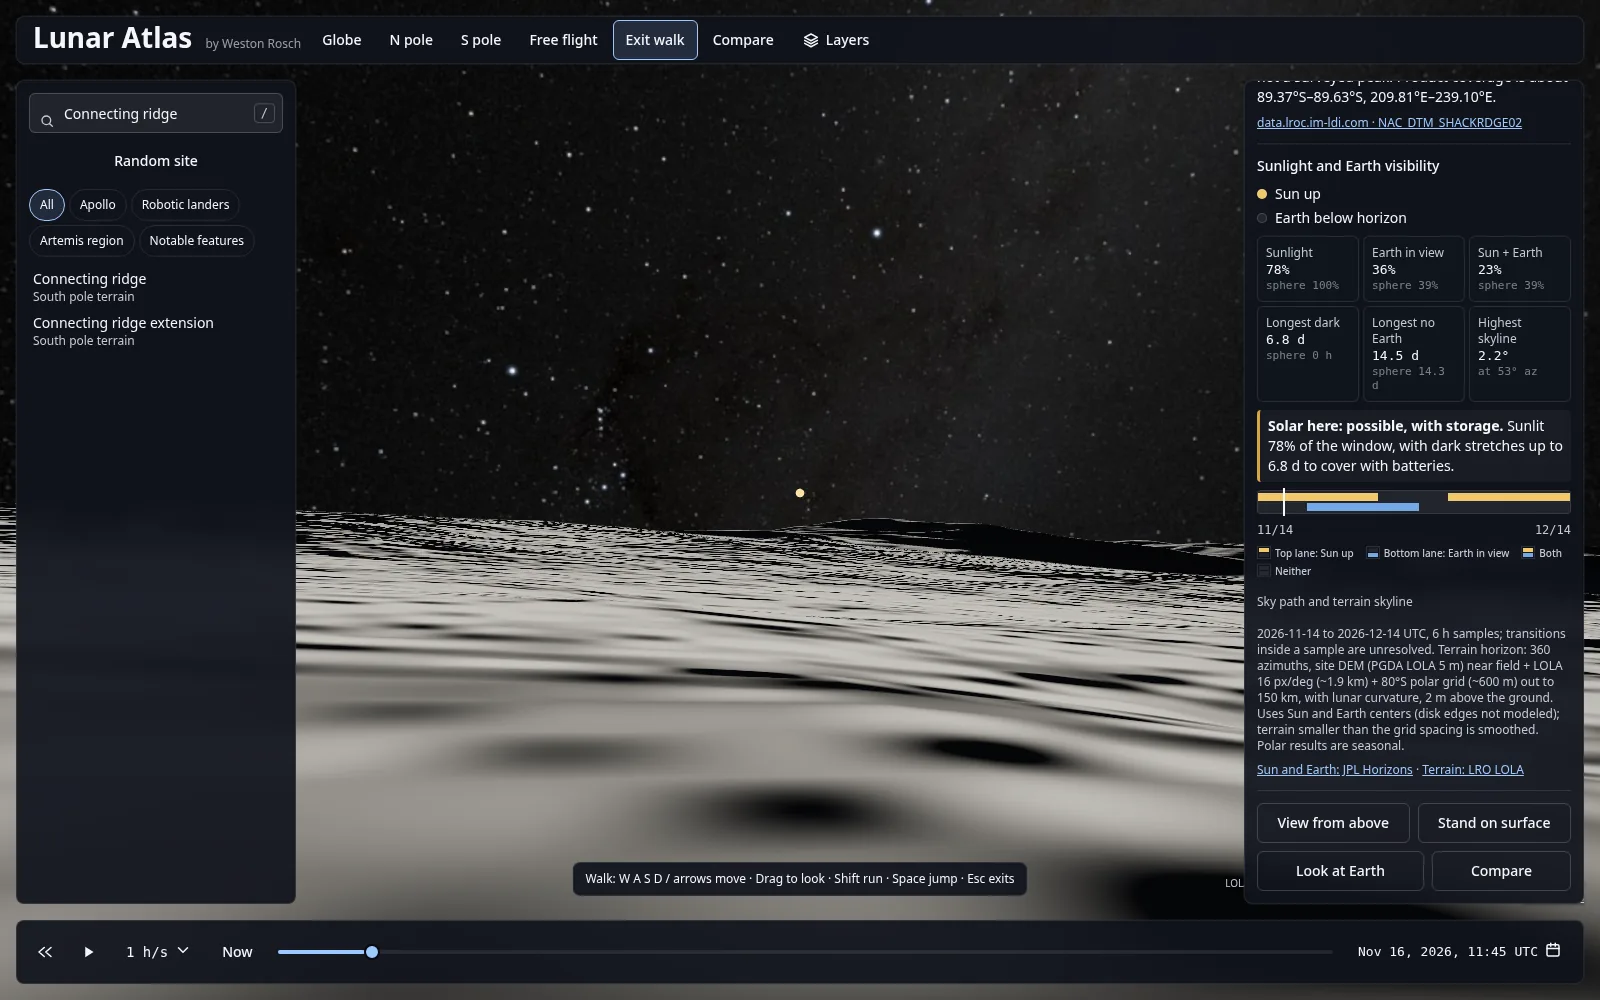 Lunar Atlas by Weston Rosch Globe N pole S pole Free flight Exit walk Compare Layers
Connecting ridge /
Random site
All Apollo Robotic landers
Artemis region Notable features
Connecting ridge
South pole terrain
Connecting ridge extension
South pole terrain
89.37°S–89.63°S, 209.81°E–239.10°E.
data.lroc.im-ldi.com · NAC_DTM_SHACKRDGE02
Sunlight and Earth visibility
Sun up
Earth below horizon
Sunlight
78%
sphere 100%
Earth in view
36%
sphere 39%
Sun + Earth
23%
sphere 39%
Longest dark
6.8 d
sphere 0 h
Longest no
Earth
14.5 d
sphere 14.3
d
Highest
skyline
2.2°
at 53° az
Solar here: possible, with storage. Sunlit
78% of the window, with dark stretches up to
6.8 d to cover with batteries.
11/14 12/14
Top lane: Sun up Bottom lane: Earth in view Both
Neither
Sky path and terrain skyline
2026-11-14 to 2026-12-14 UTC, 6 h samples; transitions
inside a sample are unresolved. Terrain horizon: 360
azimuths, site DEM (PGDA LOLA 5 m) near field + LOLA
16 px/deg (~1.9 km) + 80°S polar grid (~600 m) out to
150 km, with lunar curvature, 2 m above the ground.
Uses Sun and Earth centers (disk edges not modeled);
terrain smaller than the grid spacing is smoothed.
Polar results are seasonal.
Sun and Earth: JPL Horizons · Terrain: LRO LOLA
View from above Stand on surface
Look at Earth Compare
Walk: W A S D / arrows move · Drag to look · Shift run · Space jump · Esc exits
LOL
1 h/s Now Nov 16, 2026, 11:45 UTC